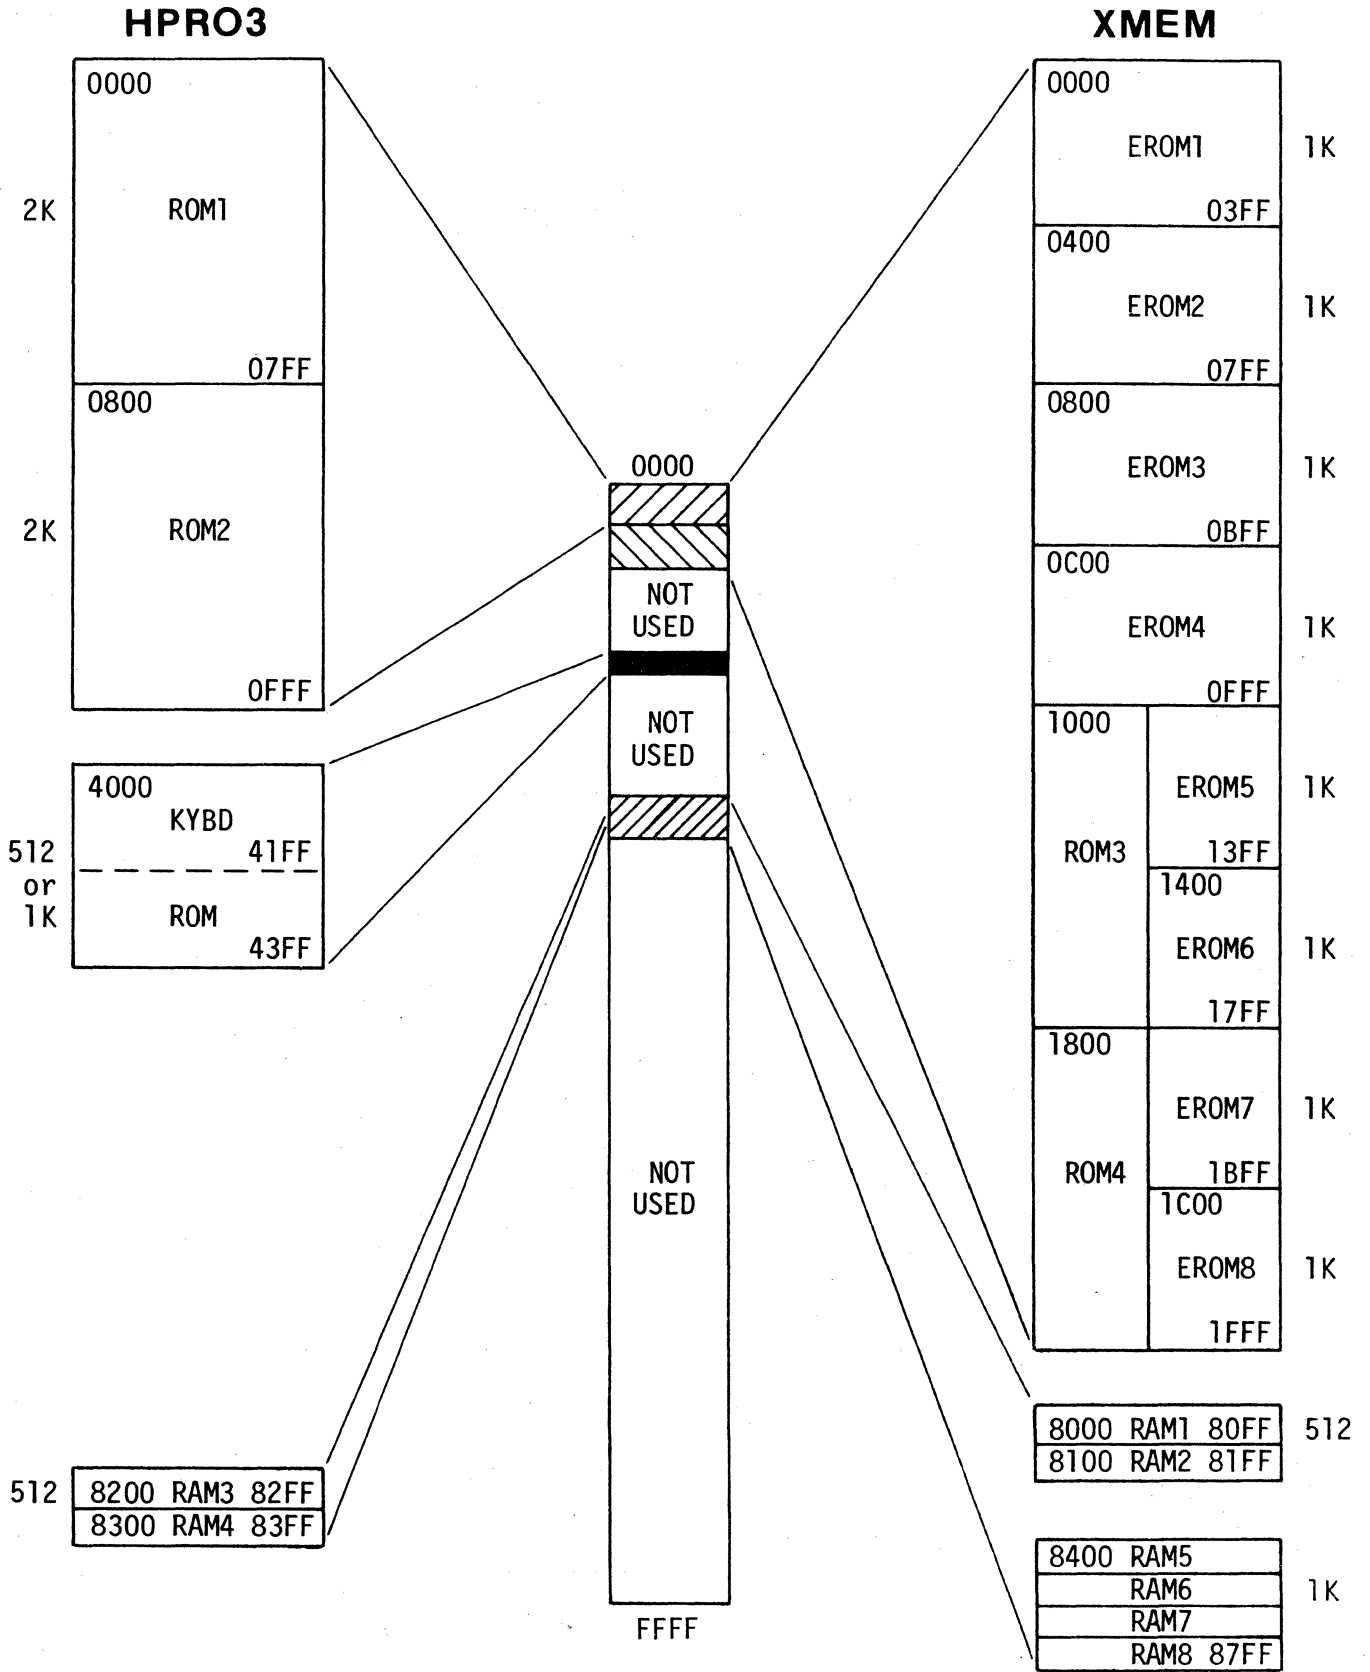 HPRO3
0000
2K
ROM1
07FF
0800
2K
ROM2
0FFF
4000
KYBD
512
41FF
or
1K
ROM
43FF
512
8200 RAM3 82FF
8300 RAM4 83FF
0000
NOT
USED
NOT
USED
NOT
USED
FFFF
XMEM
0000
EROM1
1K
03FF
0400
EROM2
1K
07FF
0800
EROM3
1K
0BFF
0C00
EROM4
1K
0FFF
1000
ROM3
EROM5
1K
13FF
1400
EROM6
1K
17FF
1800
ROM4
EROM7
1K
1BFF
1C00
EROM8
1K
1FFF
8000 RAM1 80FF
512
8100 RAM2 81FF
8400 RAM5
RAM6
1K
RAM7
RAM8 87FF